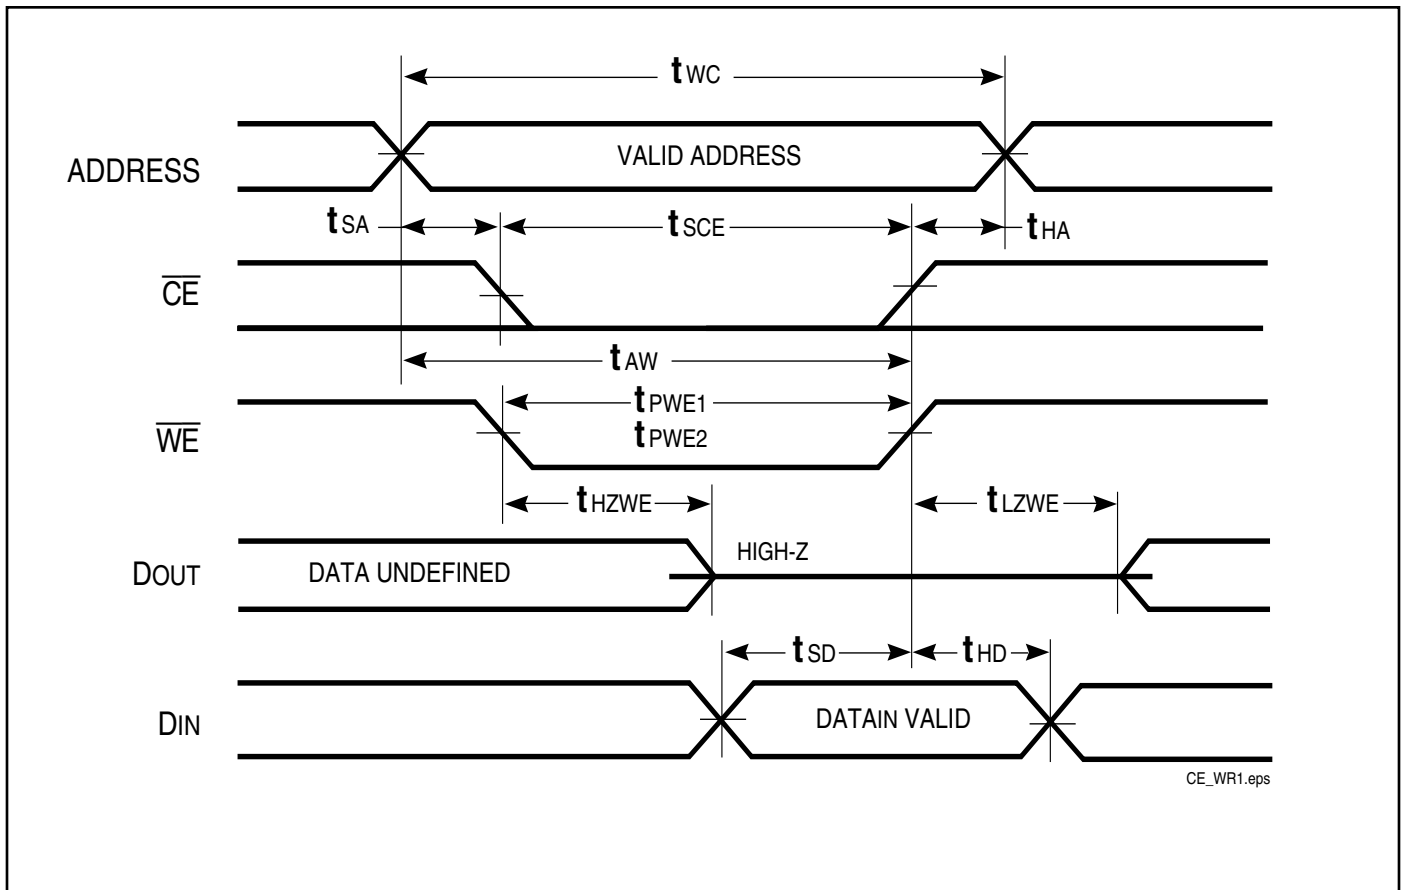 tWC
ADDRESS
VALID ADDRESS
tSA
tSCE
tHA
CE
tAW
tPWE1
WE
tPWE2
tHZWE
tLZWE
DOUT
DATA UNDEFINED
HIGH-Z
tSD
tHD
DIN
DATAIN VALID
CE_WR1.eps